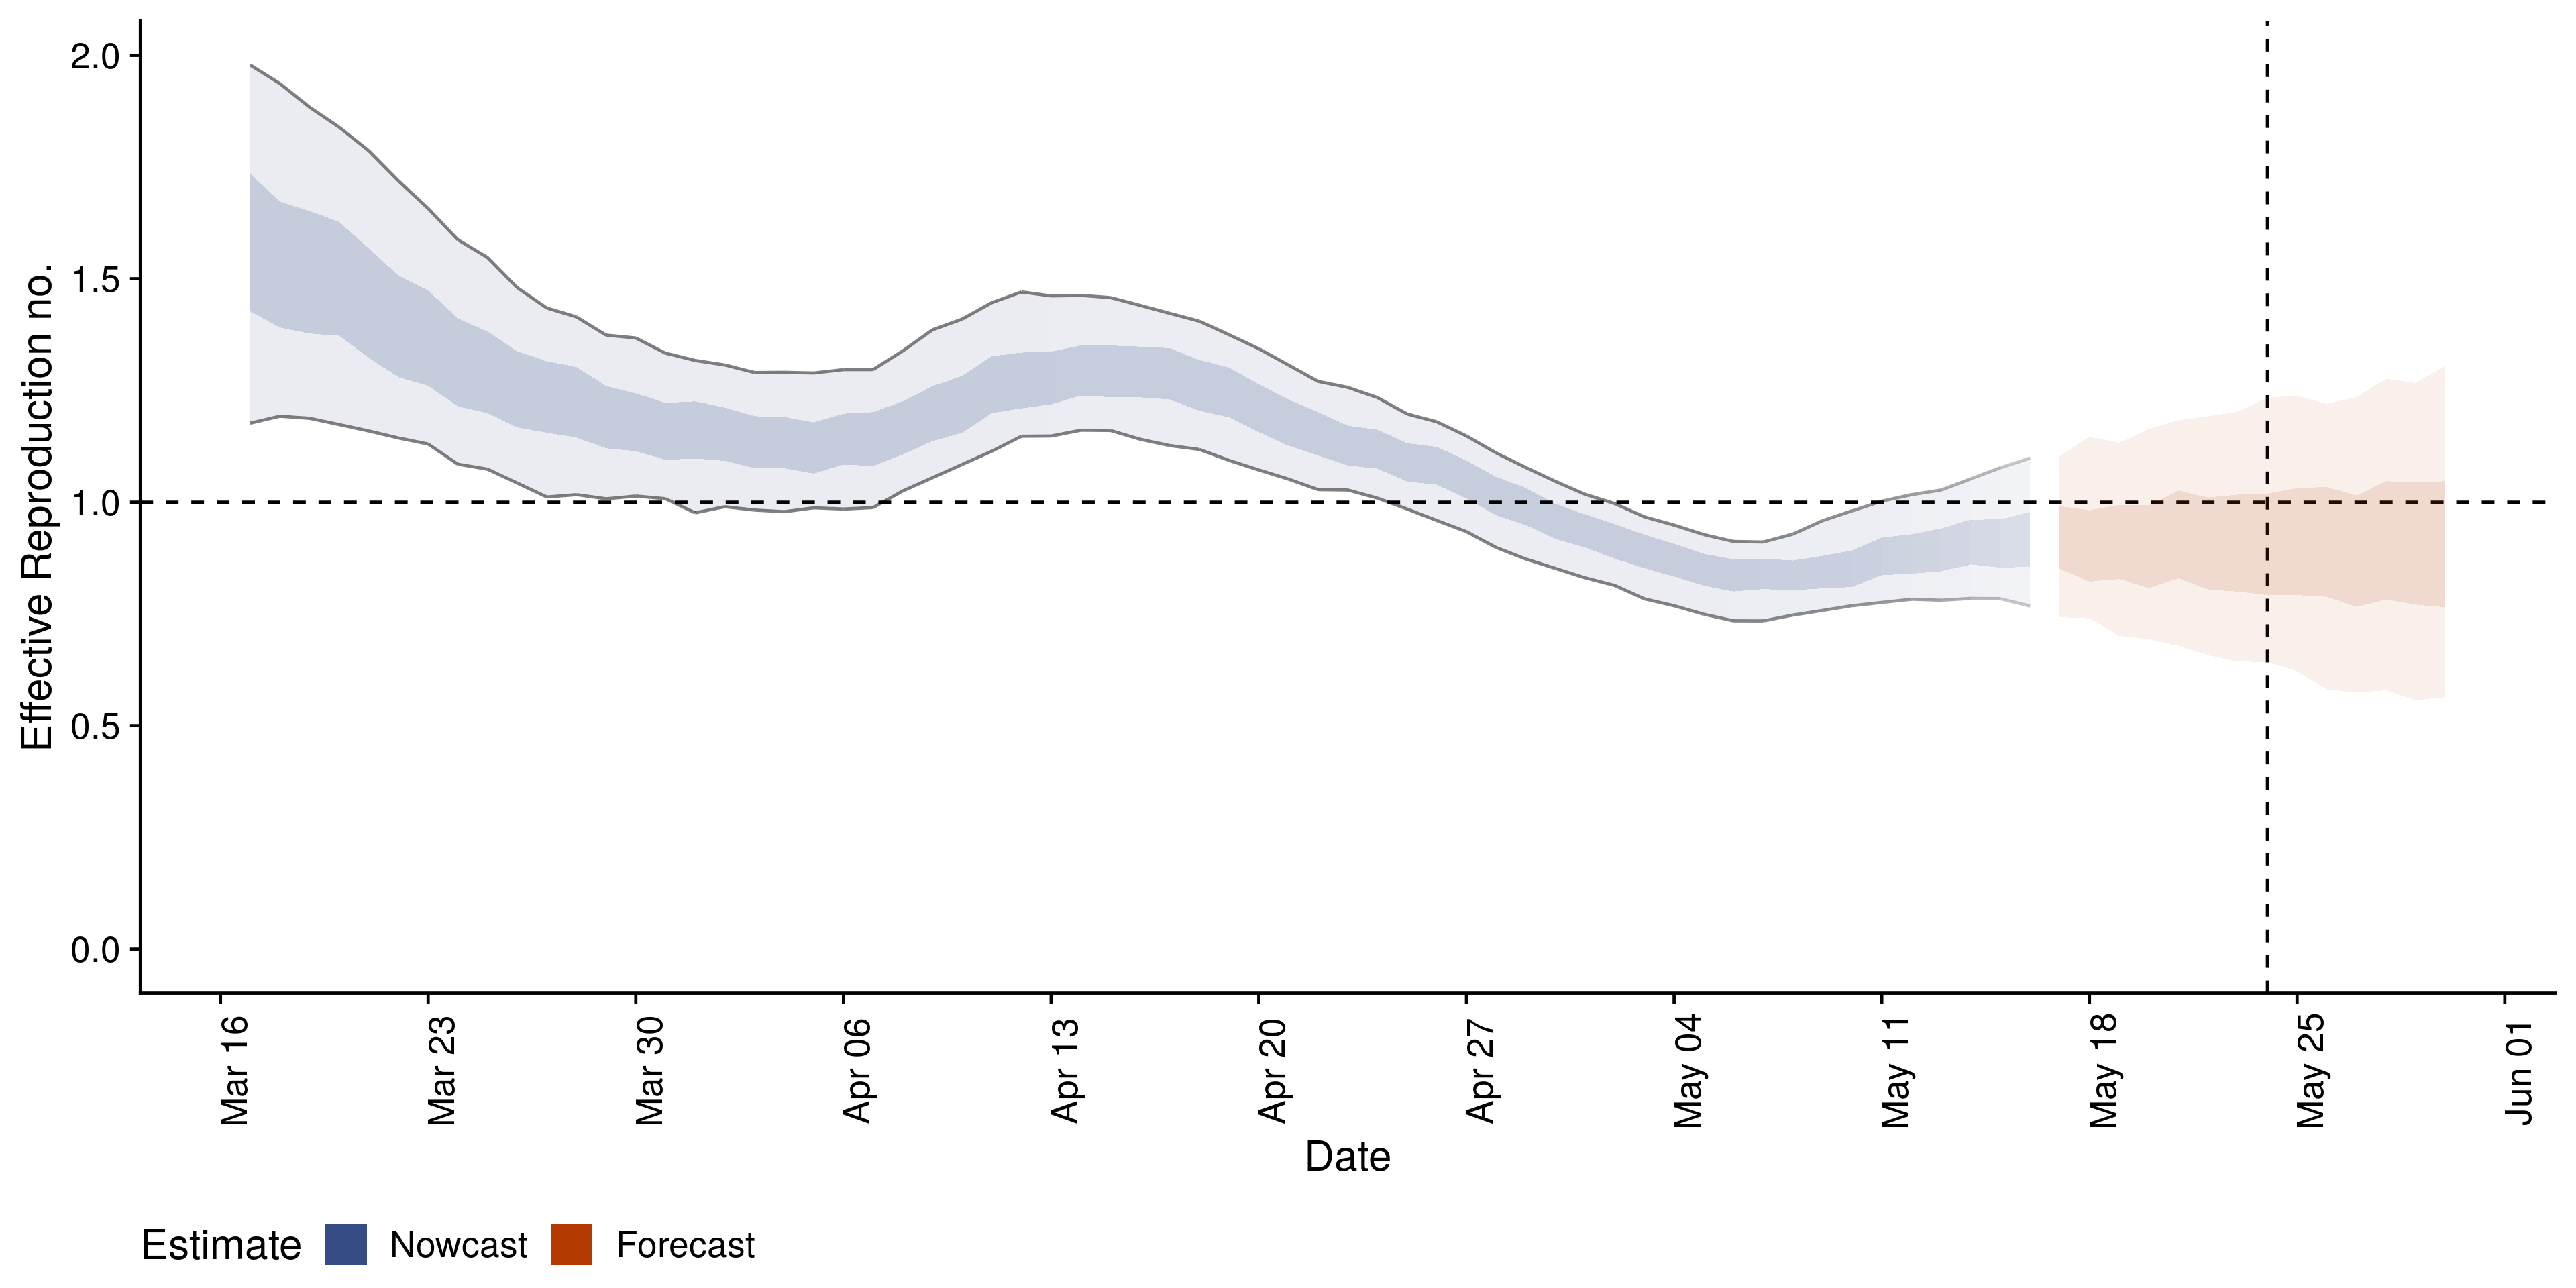 Effective Reproduction no.
2.0
1.5
1.0
0.5
0.0
Mar 16
Mar 23
Mar 30
Apr 06
Apr 13
Apr 20
Apr 27
May 04
May 11
May 18
May 25
Jun 01
Date
Estimate Nowcast Forecast